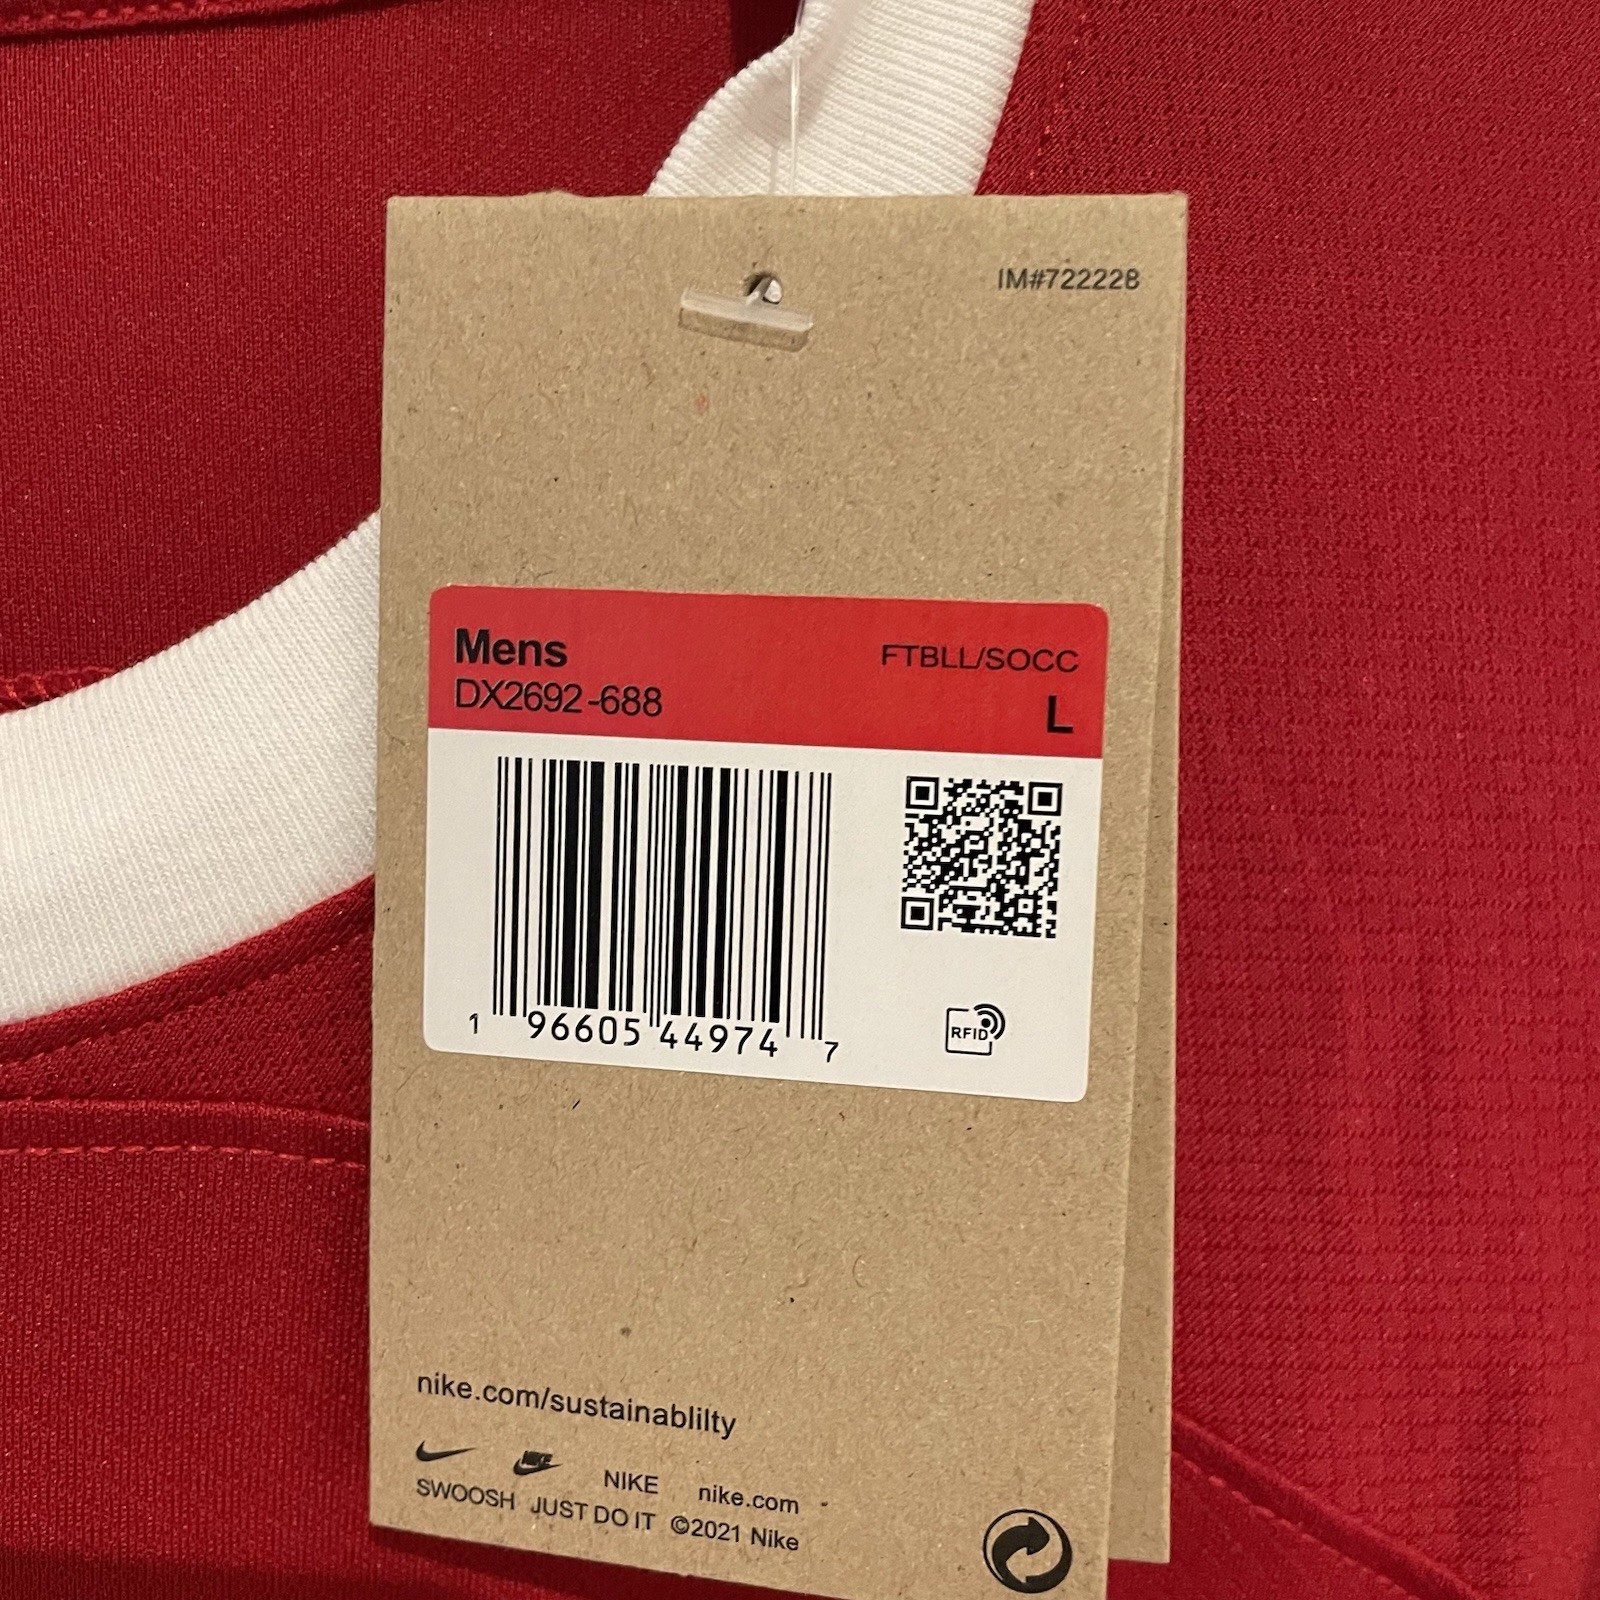 IM#722228
Mens
FTBLL/SOCC
DX2692-688
L
1 96605 44974 7
RFID
nike.com/sustainablilty
NIKE NIKE nike.com
SWOOSH JUST DO IT ©2021 Nike